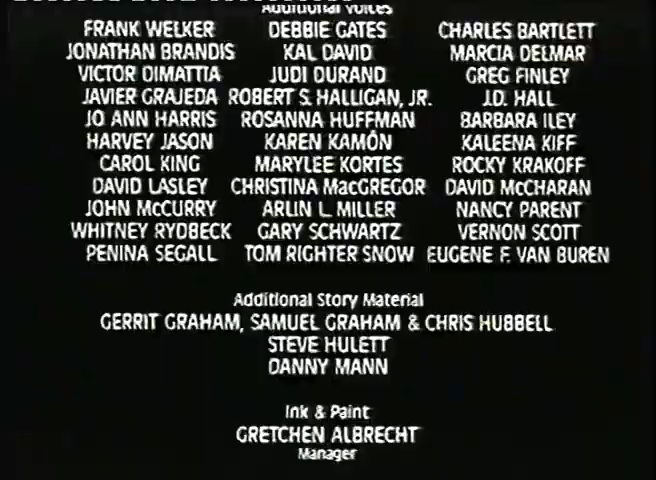 Additional Voices
FRANK WELKER DEBBIE GATES CHARLES BARTLETT
JONATHAN BRANDIS KAL DAVID MARCIA DELMAR
VICTOR DIMATTIA JUDI DURAND GREG FINLEY
JAVIER GRAJEDA ROBERT S. HALLIGAN, JR. J.D. HALL
JO ANN HARRIS ROSANNA HUFFMAN BARBARA ILEY
HARVEY JASON KAREN KAMÓN KALEENA KIFF
CAROL KING MARYLEE KORTES ROCKY KRAKOFF
DAVID LASLEY CHRISTINA MacGREGOR DAVID McCHARAN
JOHN McCURRY ARLIN L. MILLER NANCY PARENT
WHITNEY RYDBECK GARY SCHWARTZ VERNON SCOTT
PENINA SEGALL TOM RIGHTER SNOW EUGENE F. VAN BUREN
Additional Story Material
GERRIT GRAHAM, SAMUEL GRAHAM & CHRIS HUBBELL
STEVE HULETT
DANNY MANN
Ink & Paint
GRETCHEN ALBRECHT
Manager